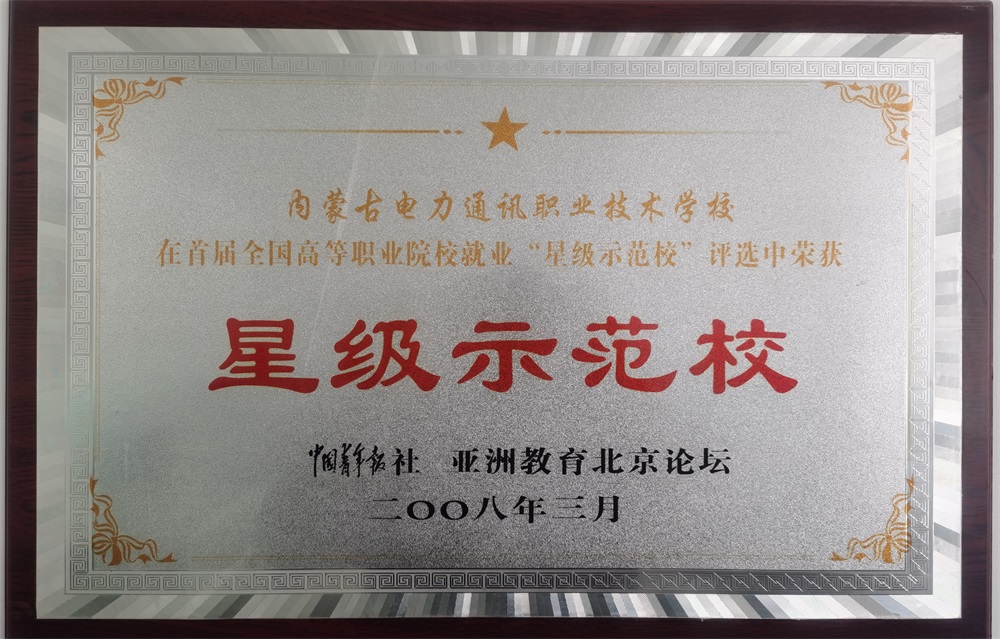 内蒙古电力通讯职业技术学校
在首届全国高等职业院校就业“星级示范校”评选中荣获
星级示范校
中国青年报社 亚洲教育北京论坛
二〇〇八年三月